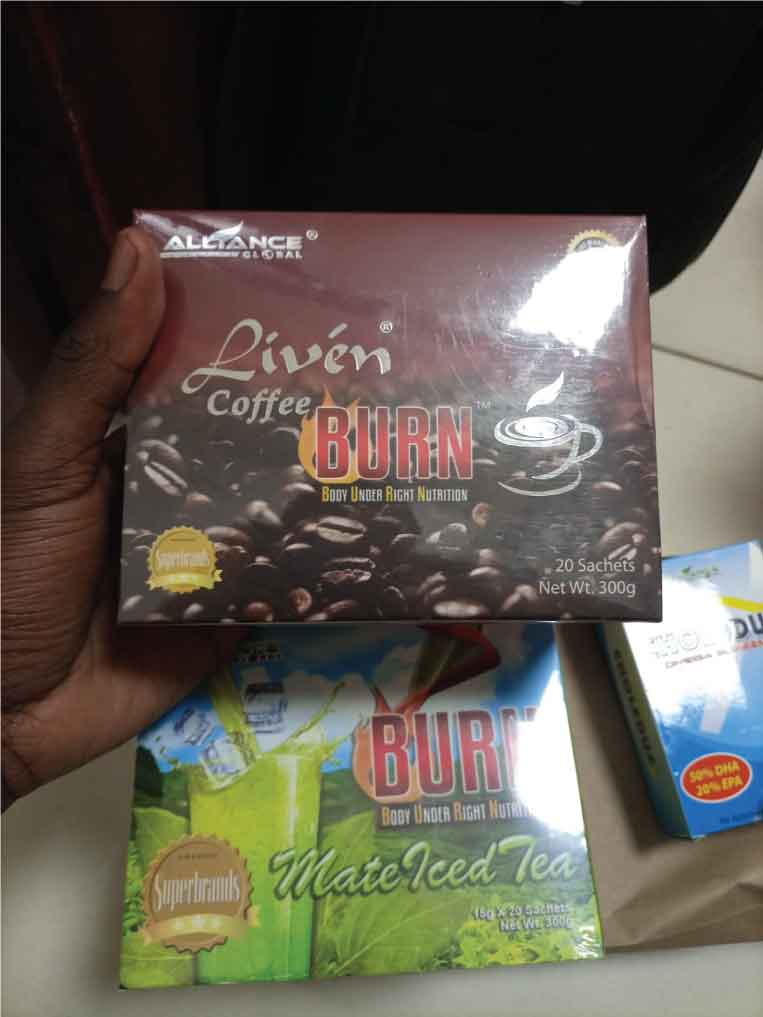 ALLIANCE®
GLOBAL
Livén®
Coffee
BURN™
BODY UNDER RIGHT NUTRITION
Superbrands
20 Sachets
Net Wt. 300g
BURN
BODY UNDER RIGHT
Mate Iced Tea
Superbrands
15g X 20 Sachets
Net Wt. 300g
50% DHA
20% EPA